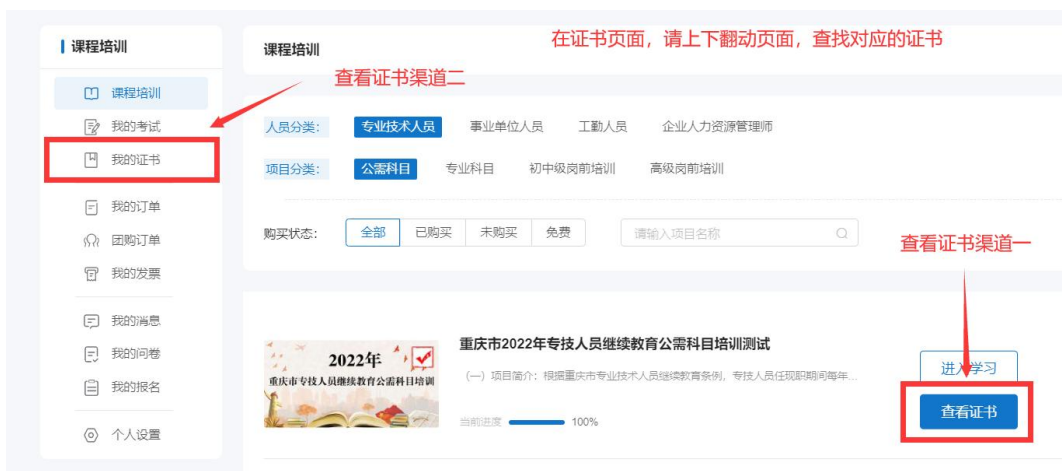 课程培训
课程培训
我的考试
我的证书
我的订单
团购订单
我的发票
我的消息
我的问卷
我的报名
个人设置
课程培训
在证书页面，请上下翻动页面，查找对应的证书
查看证书渠道二
人员分类： 专业技术人员 事业单位人员 工勤人员 企业人力资源管理师
项目分类： 公需科目 专业科目 初中级岗前培训 高级岗前培训
购买状态： 全部 已购买 未购买 免费 请输入项目名称
查看证书渠道一
2022年
重庆市专技人员继续教育公需科目培训
重庆市2022年专技人员继续教育公需科目培训测试
（一）项目简介：根据重庆市专业技术人员继续教育条例，专技人员任现职期间每年...
当前进度 100%
进入学习
查看证书